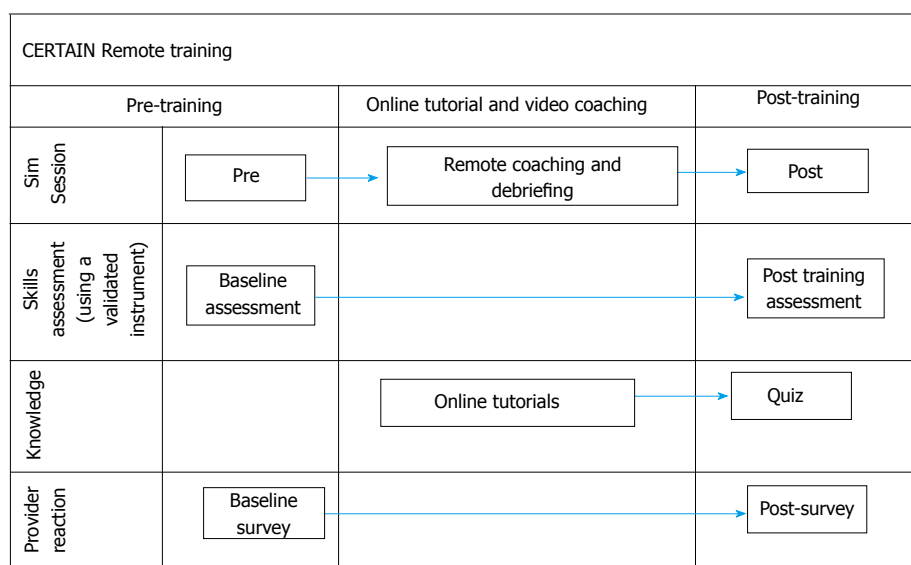 CERTAIN Remote training
Pre-training
Online tutorial and video coaching
Post-training
Sim
Session
Pre
Remote coaching and
debriefing
Post
Skills
assessment
(using a
validated
instrument)
Baseline
assessment
Post training
assessment
Knowledge
Online tutorials
Quiz
Provider
reaction
Baseline
survey
Post-survey